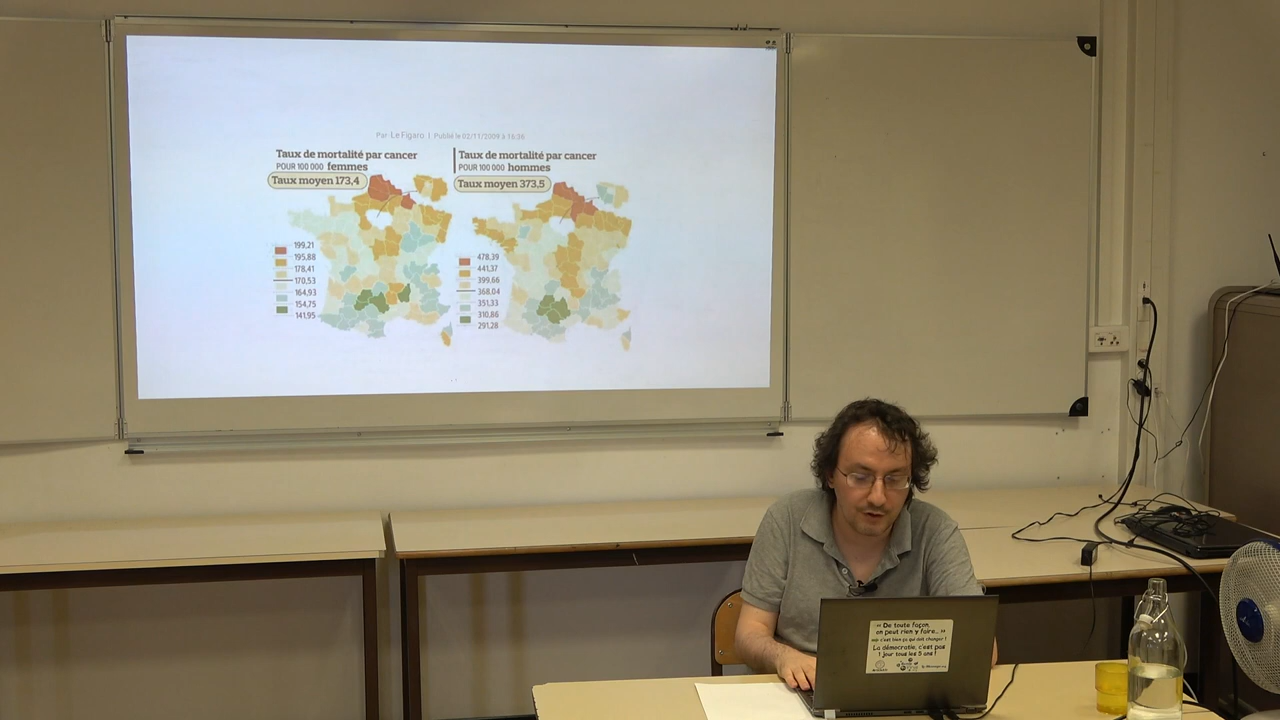 Par Le Figaro | Publié le 02/11/2009 à 16:36
Taux de mortalité par cancer
POUR 100 000 femmes
Taux moyen 173,4
199,21
195,88
178,41
170,53
164,93
154,75
141,95
Taux de mortalité par cancer
POUR 100 000 hommes
Taux moyen 373,5
478,39
441,37
399,66
368,04
351,33
310,86
291,28
« De toute façon,
on peut rien y faire... »
La démocratie, c'est pas
1 jour tous les 5 ans !